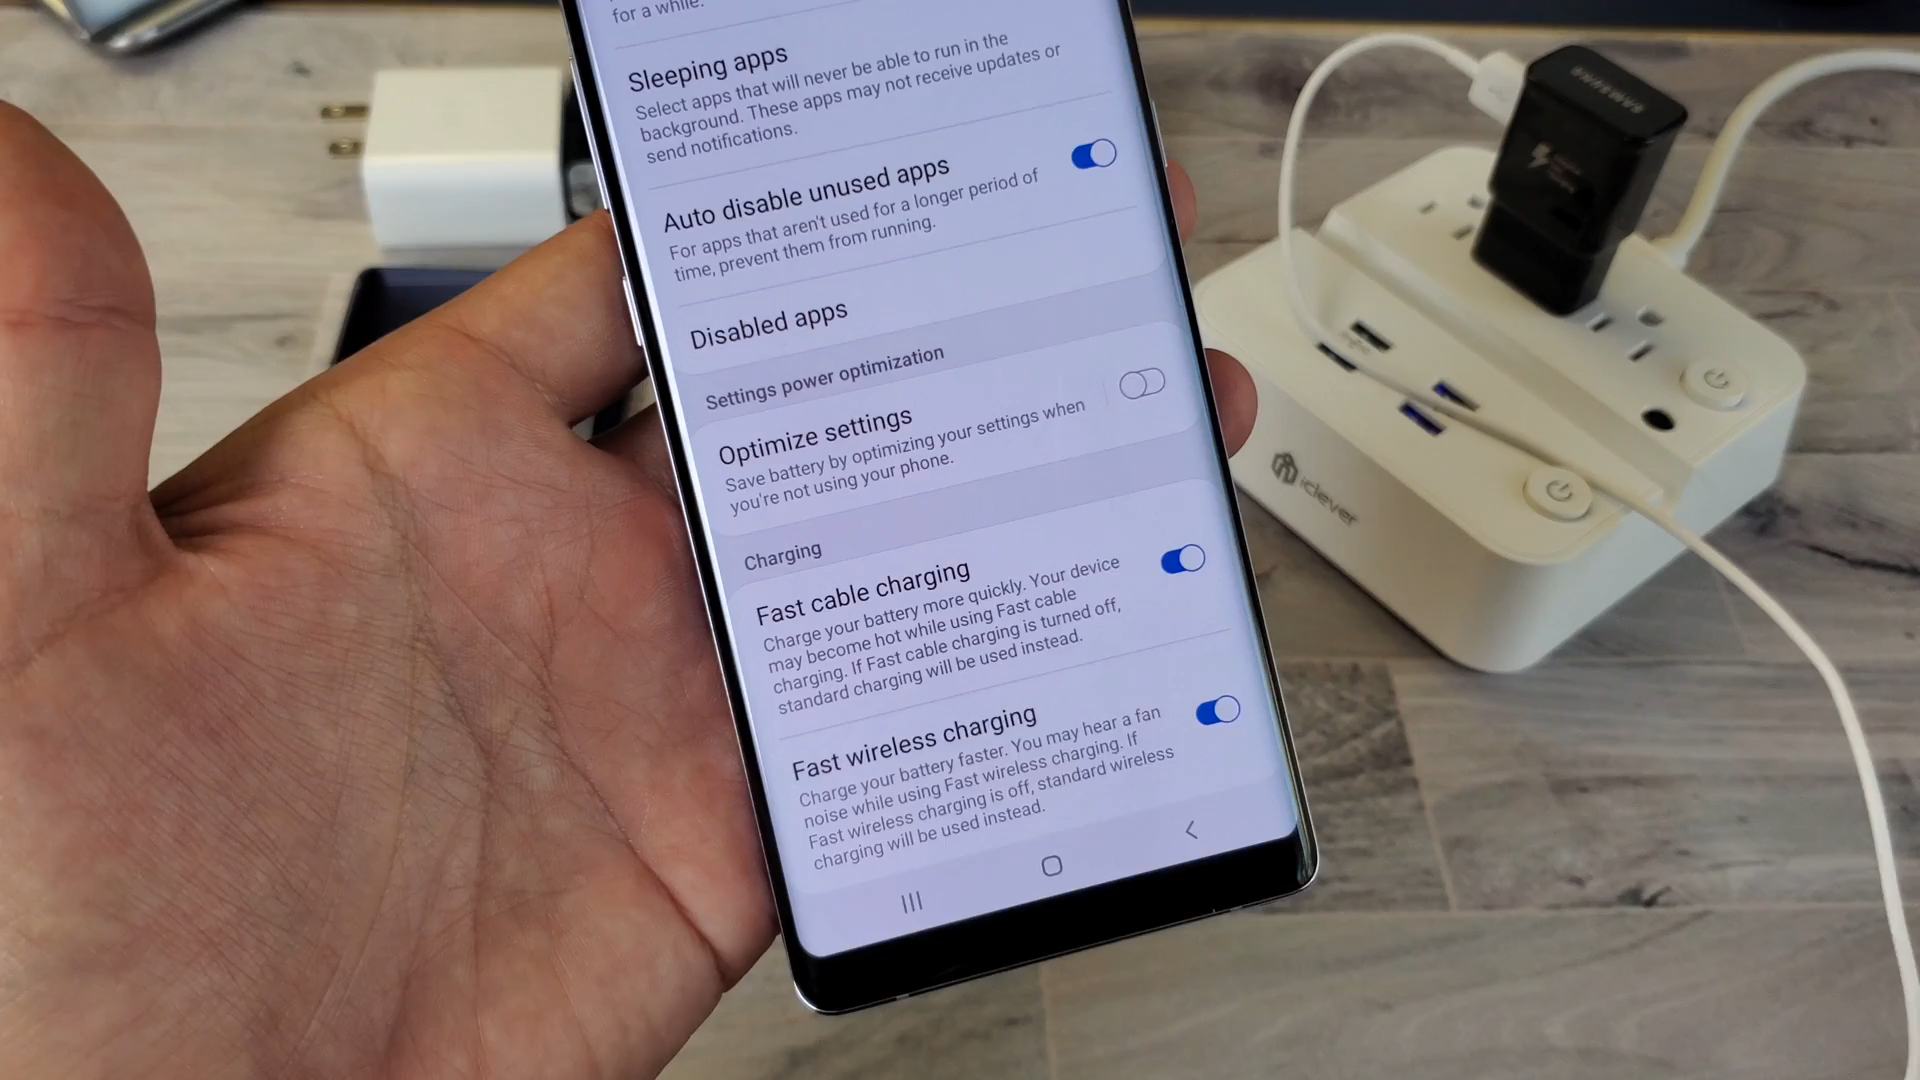 for a while.
Sleeping apps
Select apps that will never be able to run in the
background. These apps may not receive updates or
send notifications.
Auto disable unused apps
For apps that aren't used for a longer period of
time, prevent them from running.
Disabled apps
Settings power optimization
Optimize settings
Save battery by optimizing your settings when
you're not using your phone.
Charging
Fast cable charging
Charge your battery more quickly. Your device
may become hot while using Fast cable
charging. If Fast cable charging is turned off,
standard charging will be used instead.
Fast wireless charging
Charge your battery faster. You may hear a fan
noise while using Fast wireless charging. If
Fast wireless charging is off, standard wireless
charging will be used instead.
SAMSUNG
iclever